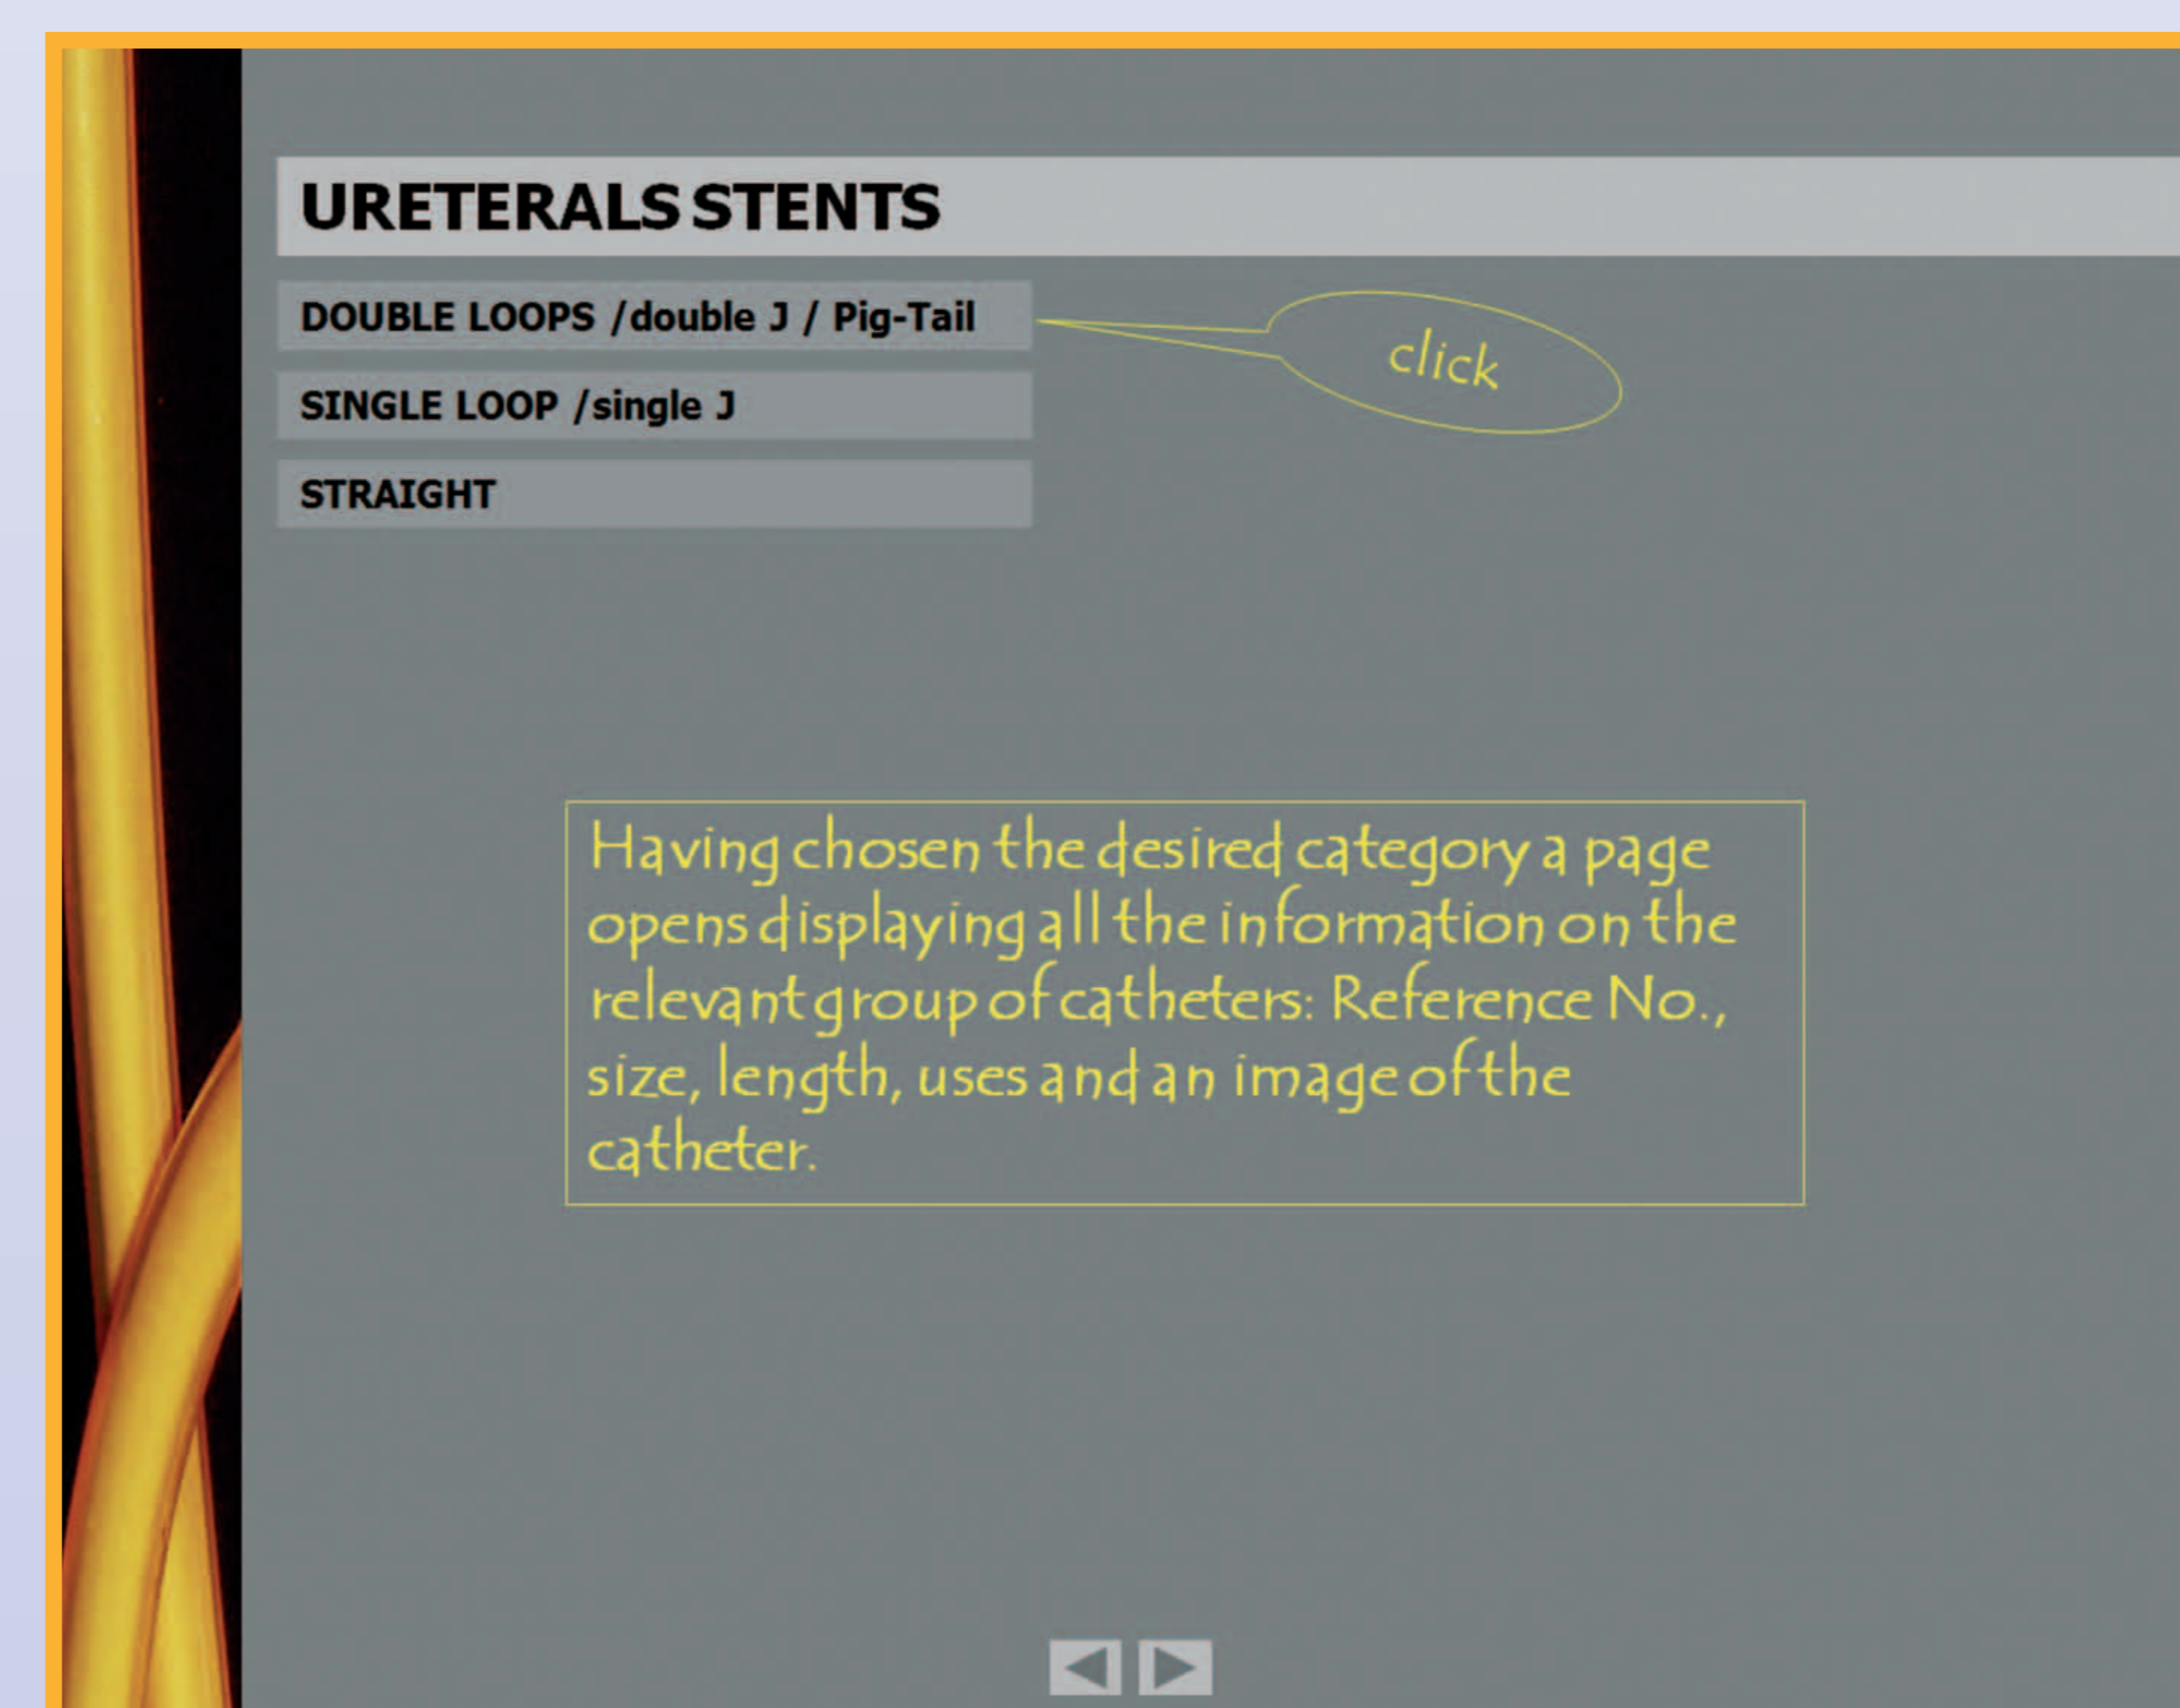 URETERALS STENTS
DOUBLE LOOPS /double J / Pig-Tail
click
SINGLE LOOP /single J
STRAIGHT
Having chosen the desired category a page
opens displaying all the information on the
relevant group of catheters: Reference No.,
size, length, uses and an image of the
catheter.